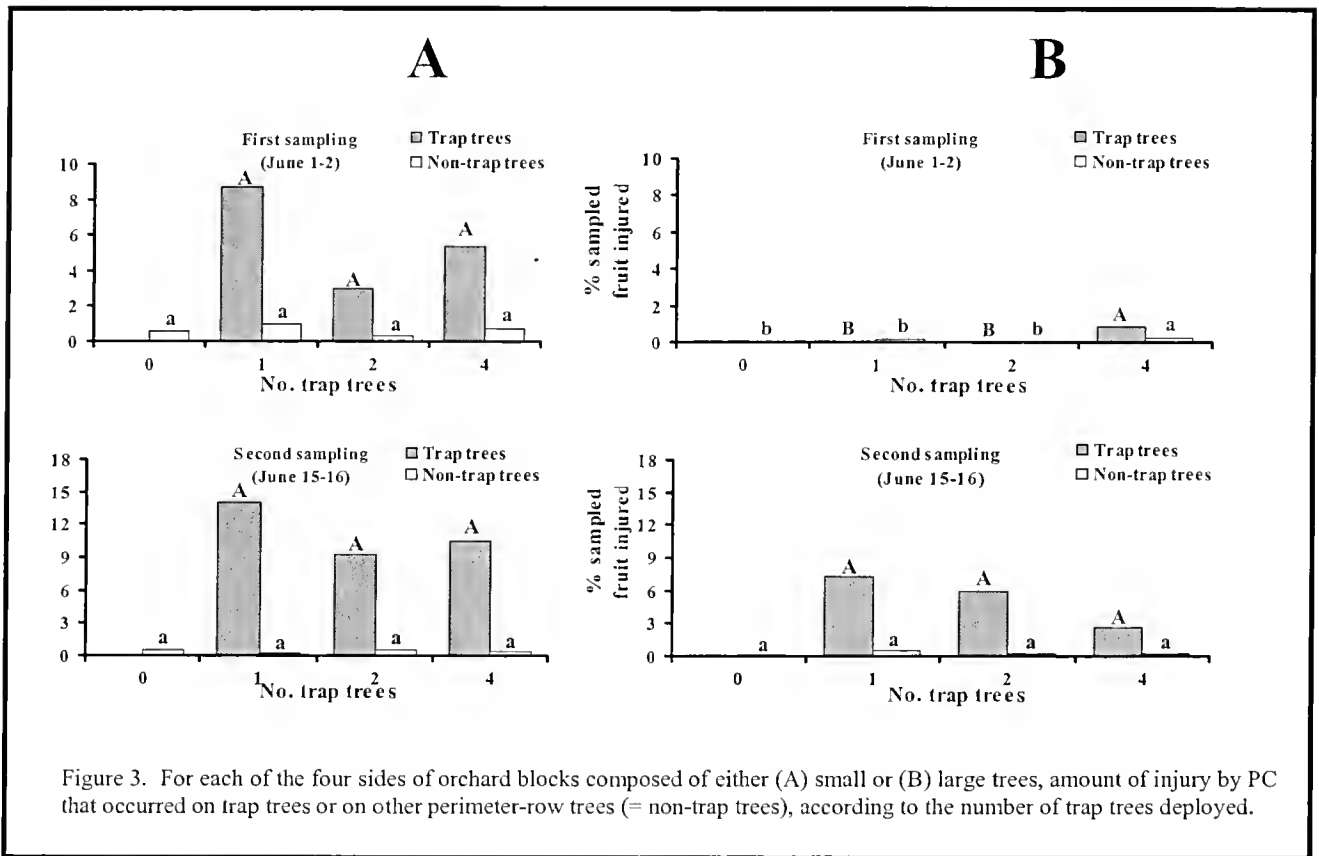 A
B
First sampling
(June 1-2)
Trap trees
Non-trap trees
10
8
6
4
2
0
A
A
A
a
a
a
a
0
1
2
4
No. trap trees
First sampling
(June 1-2)
Trap trees
Non-trap trees
% sampled
fruit injured
10
8
6
4
2
0
b
B
b
B
b
A
a
0
1
2
4
No. trap trees
Second sampling
(June 15-16)
Trap trees
Non-trap trees
18
15
12
9
6
3
0
a
A
a
A
a
A
a
0
1
2
4
No. trap trees
Second sampling
(June 15-16)
Trap trees
Non-trap trees
% sampled
fruit injured
18
15
12
9
6
3
0
a
A
a
A
a
A
a
0
1
2
4
No. trap trees
Figure 3. For each of the four sides of orchard blocks composed of either (A) small or (B) large trees, amount of injury by PC
that occurred on trap trees or on other perimeter-row trees (= non-trap trees), according to the number of trap trees deployed.